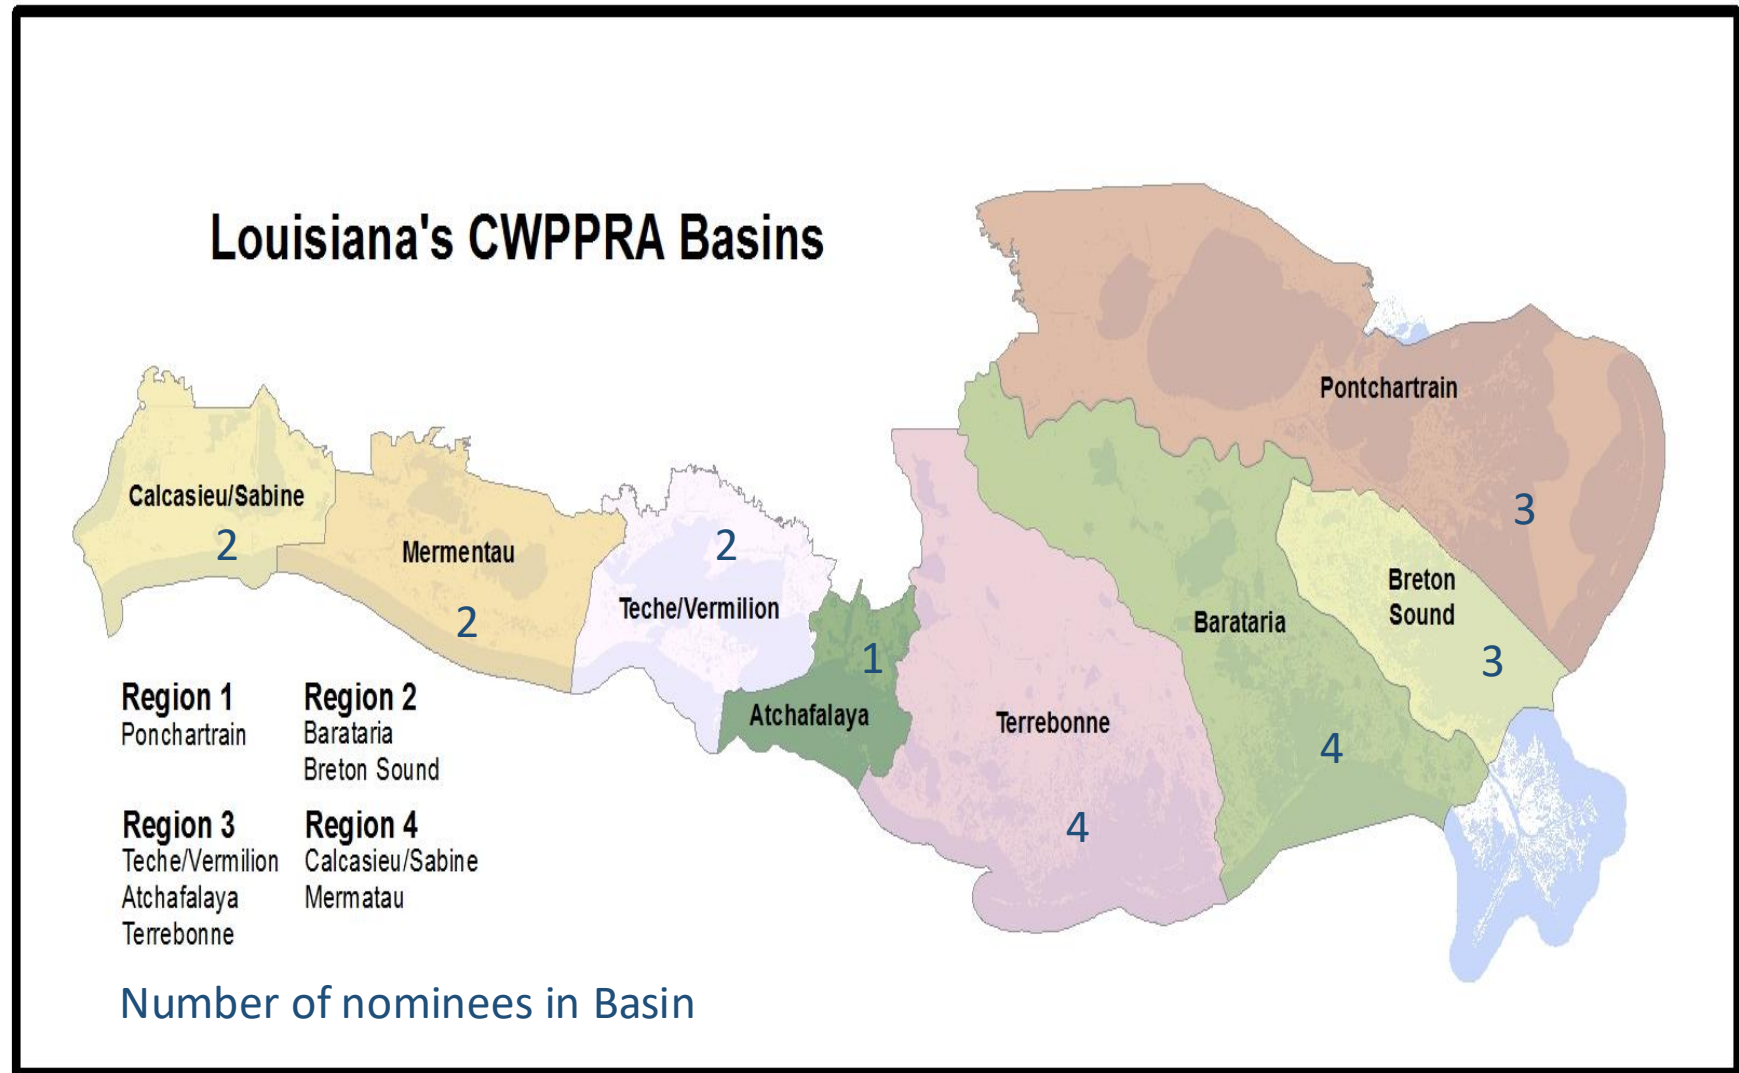 Louisiana's CWPPRA Basins
Pontchartrain
3
Calcasieu/Sabine
2
Mermentau
2
2
Teche/Vermilion
1
Atchafalaya
Terrebonne
4
Barataria
4
Breton
Sound
3
Region 1
Ponchartrain
Region 2
Barataria
Breton Sound
Region 3
Teche/Vermilion
Atchafalaya
Terrebonne
Region 4
Calcasieu/Sabine
Mermatau
Number of nominees in Basin